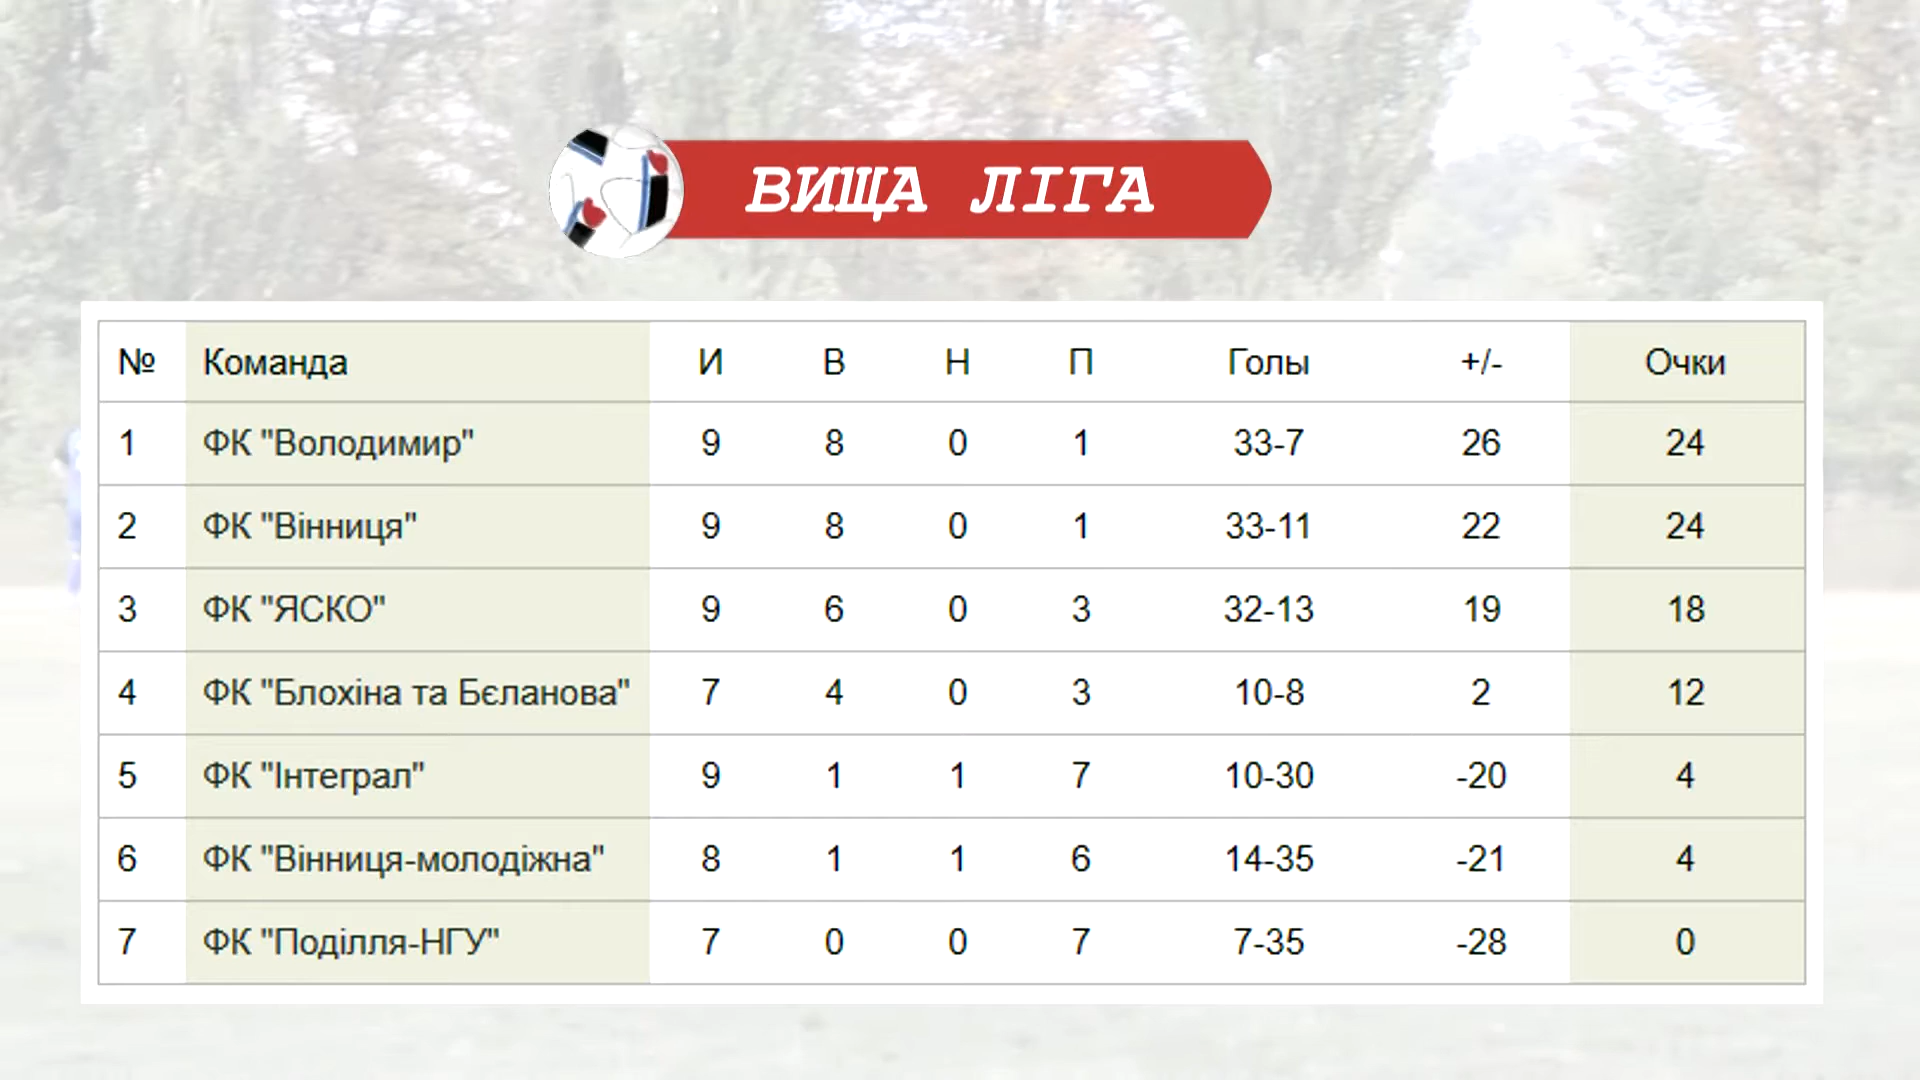 ВИЩА ЛІГА
№ Команда И В Н П Голы +/- Очки
1 ФК "Володимир" 9 8 0 1 33-7 26 24
2 ФК "Вінниця" 9 8 0 1 33-11 22 24
3 ФК "ЯСКО" 9 6 0 3 32-13 19 18
4 ФК "Блохіна та Бєланова" 7 4 0 3 10-8 2 12
5 ФК "Інтеграл" 9 1 1 7 10-30 -20 4
6 ФК "Вінниця-молодіжна" 8 1 1 6 14-35 -21 4
7 ФК "Поділля-НГУ" 7 0 0 7 7-35 -28 0